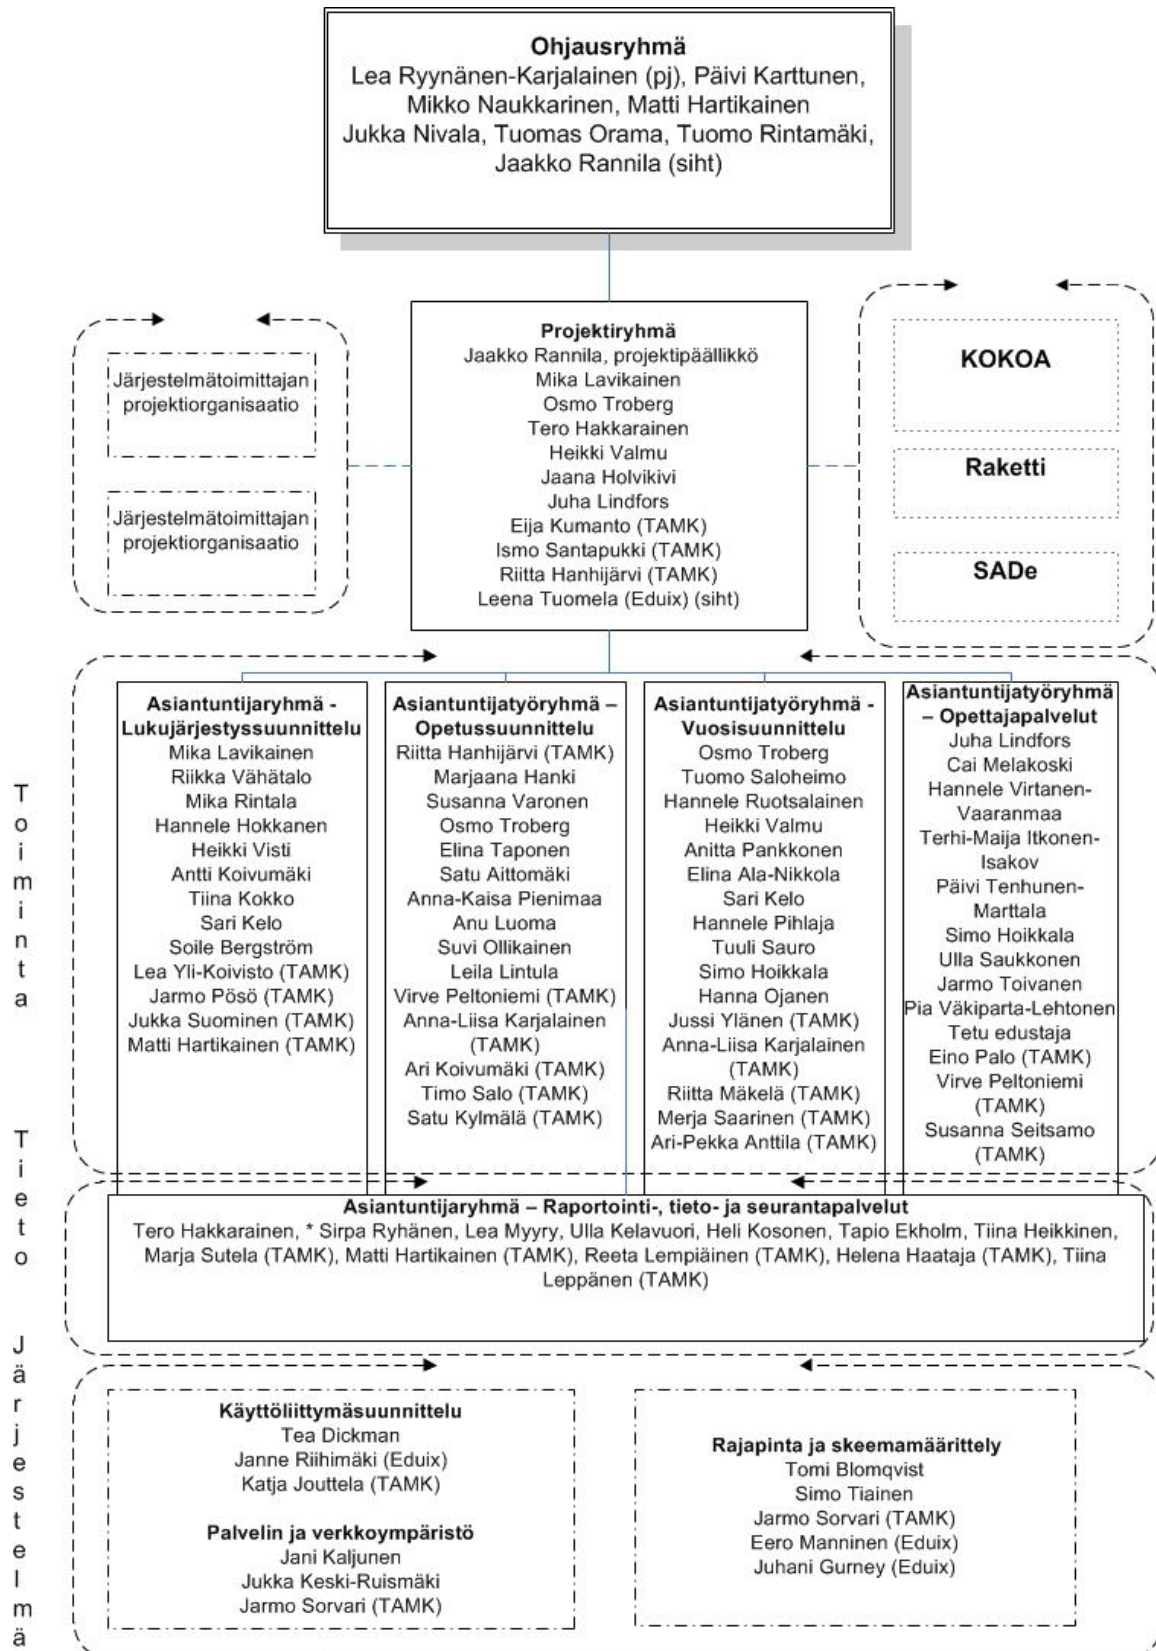 Ohjausryhmä
Lea Ryynänen-Karjalainen (pj), Päivi Karttunen,
Mikko Naukkarinen, Matti Hartikainen
Jukka Nivala, Tuomas Orama, Tuomo Rintamäki,
Jaakko Rannila (siht)
Järjestelmätoimittajan
projektiorganisaatio
Järjestelmätoimittajan
projektiorganisaatio
Projektiryhmä
Jaakko Rannila, projektipäällikkö
Mika Lavikainen
Osmo Troberg
Tero Hakkarainen
Heikki Valmu
Jaana Holvikivi
Juha Lindfors
Eija Kumanto (TAMK)
Ismo Santapukki (TAMK)
Riitta Hanhijärvi (TAMK)
Leena Tuomela (Eduix) (siht)
KOKOA
Raketti
SADe
Toiminta
Asiantuntijaryhmä -
Lukujärjestyssuunnittelu
Mika Lavikainen
Riikka Vähätalo
Mika Rintala
Hannele Hokkanen
Heikki Visti
Antti Koivumäki
Tiina Kokko
Sari Kelo
Soile Bergström
Lea Yli-Koivisto (TAMK)
Jarmo Pösö (TAMK)
Jukka Suominen (TAMK)
Matti Hartikainen (TAMK)
Asiantuntijatyöryhmä –
Opetussuunnittelu
Riitta Hanhijärvi (TAMK)
Marjaana Hanki
Susanna Varonen
Osmo Troberg
Elina Taponen
Satu Aittomäki
Anna-Kaisa Pienimaa
Anu Luoma
Suvi Ollikainen
Leila Lintula
Virve Peltoniemi (TAMK)
Anna-Liisa Karjalainen
(TAMK)
Ari Koivumäki (TAMK)
Timo Salo (TAMK)
Satu Kylmälä (TAMK)
Asiantuntijatyöryhmä -
Vuosisuunnittelu
Osmo Troberg
Tuomo Saloheimo
Hannele Ruotsalainen
Heikki Valmu
Anitta Pankkonen
Elina Ala-Nikkola
Sari Kelo
Hannele Pihlaja
Tuuli Sauro
Simo Hoikkala
Hanna Ojanen
Jussi Ylänen (TAMK)
Anna-Liisa Karjalainen
(TAMK)
Riitta Mäkelä (TAMK)
Merja Saarinen (TAMK)
Ari-Pekka Anttila (TAMK)
Asiantuntijatyöryhmä
– Opettajapalvelut
Juha Lindfors
Cai Melakoski
Hannele Virtanen-
Vaaranmaa
Terhi-Maija Itkonen-
Isakov
Päivi Tenhunen-
Marttala
Simo Hoikkala
Ulla Saukkonen
Jarmo Toivanen
Pia Väkiparta-Lehtonen
Tetu edustaja
Eino Palo (TAMK)
Virve Peltoniemi
(TAMK)
Susanna Seitsamo
(TAMK)
Tieto
Asiantuntijaryhmä – Raportointi-, tieto- ja seurantapalvelut
Tero Hakkarainen, * Sirpa Ryhänen, Lea Myyry, Ulla Kelavuori, Heli Kosonen, Tapio Ekholm, Tiina Heikkinen,
Marja Sutela (TAMK), Matti Hartikainen (TAMK), Reeta Lempiäinen (TAMK), Helena Haataja (TAMK), Tiina
Leppänen (TAMK)
Järjestelmä
Käyttöliittymäsuunnittelu
Tea Dickman
Janne Riihimäki (Eduix)
Katja Jouttela (TAMK)
Palvelin ja verkkoympäristö
Jani Kaljunen
Jukka Keski-Ruismäki
Jarmo Sorvari (TAMK)
Rajapinta ja skeemamäärittely
Tomi Blomqvist
Simo Tiainen
Jarmo Sorvari (TAMK)
Eero Manninen (Eduix)
Juhani Gurney (Eduix)